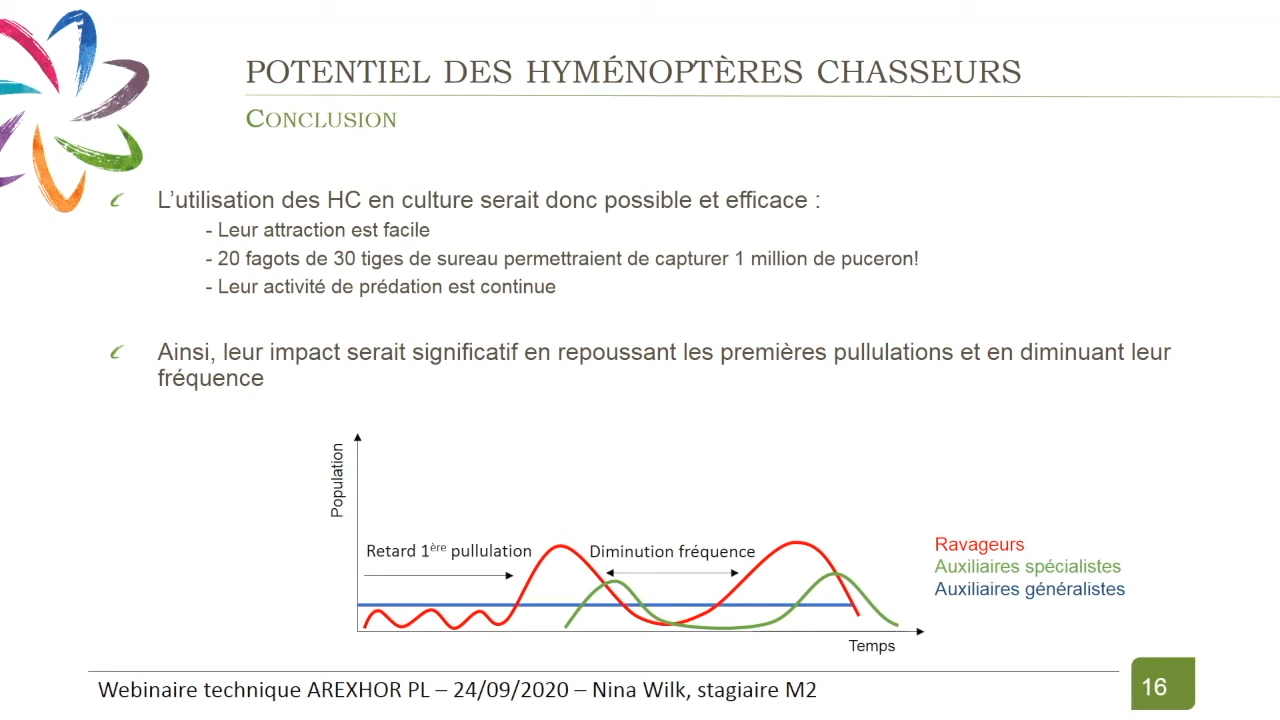 POTENTIEL DES HYMÉNOPTÈRES CHASSEURS
CONCLUSION
L'utilisation des HC en culture serait donc possible et efficace :
- Leur attraction est facile
- 20 fagots de 30 tiges de sureau permettraient de capturer 1 million de puceron!
- Leur activité de prédation est continue
Ainsi, leur impact serait significatif en repoussant les premières pullulations et en diminuant leur
fréquence
Population
Retard 1ère pullulation
Diminution fréquence
Ravageurs
Auxiliaires spécialistes
Auxiliaires généralistes
Temps
Webinaire technique AREXHOR PL – 24/09/2020 – Nina Wilk, stagiaire M2
16